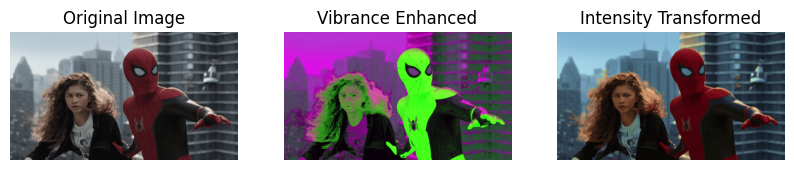 Original Image
Vibrance Enhanced
Intensity Transformed